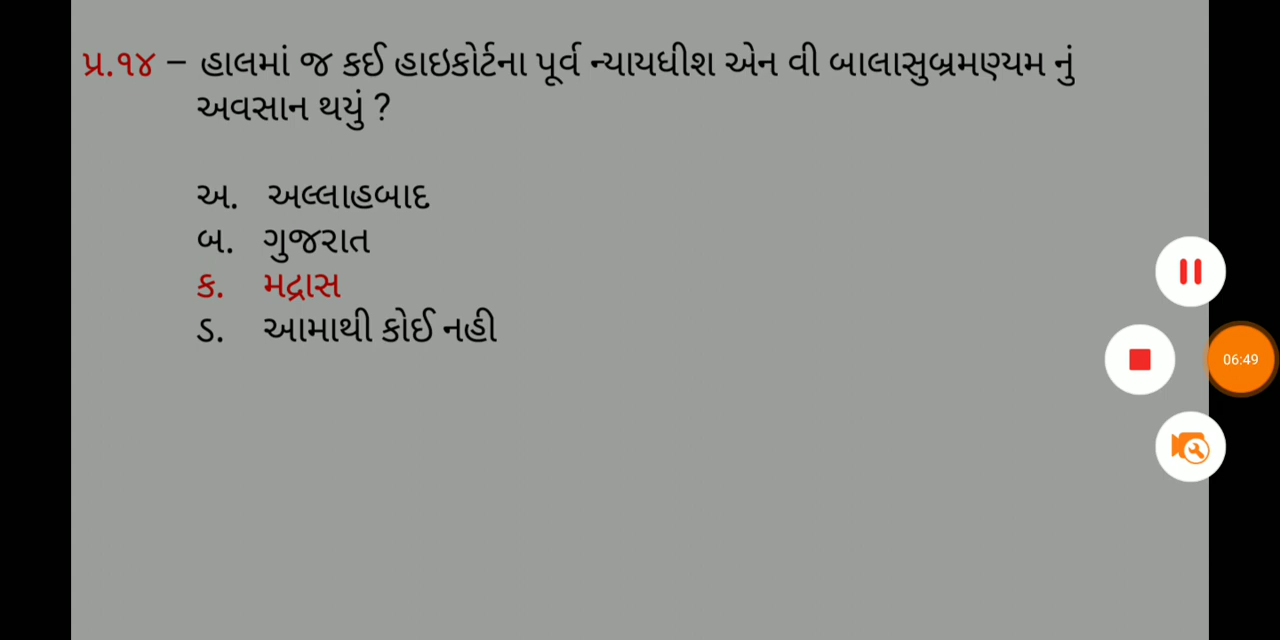 પ્ર.૧૪ – હાલમાં જ કઈ હાઇકોર્ટના પૂર્વ ન્યાયધીશ એન વી બાલાસુબ્રમણ્યમ નું
અવસાન થયું ?
અ. અલ્લાહબાદ
બ. ગુજરાત
ક. મદ્રાસ
ડ. આમાથી કોઈ નહી
06:49